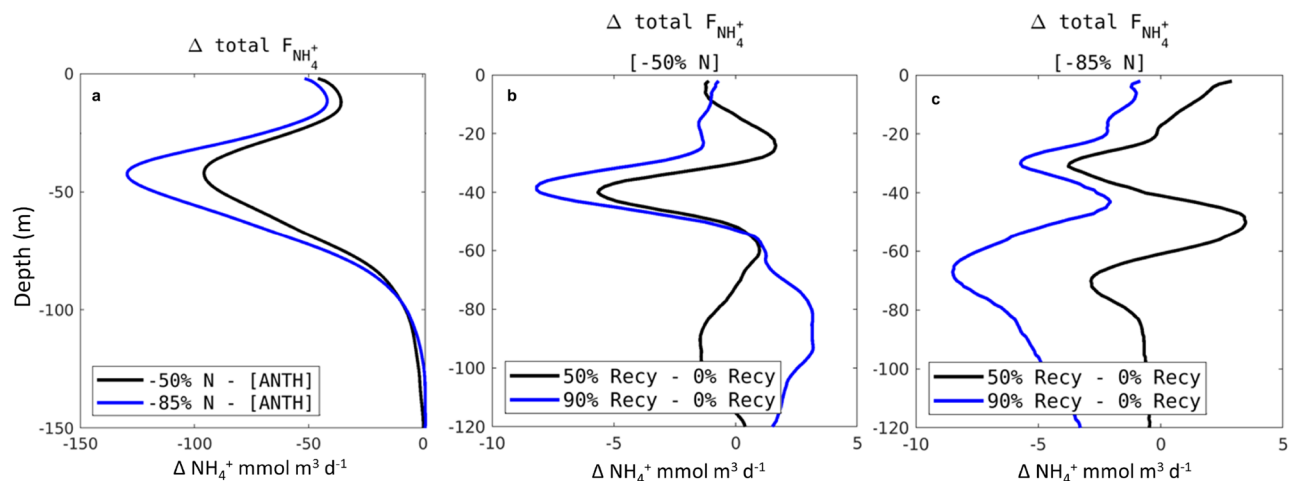 Δ total F_NH₄⁺
a
Depth (m)
0
-50
-100
-150
-150
-100
-50
0
-50% N - [ANTH]
-85% N - [ANTH]
Δ NH₄⁺ mmol m³ d⁻¹
Δ total F_NH₄⁺
[-50% N]
b
0
-20
-40
-60
-80
-100
-120
-10
-5
0
5
50% Recy - 0% Recy
90% Recy - 0% Recy
Δ NH₄⁺ mmol m³ d⁻¹
Δ total F_NH₄⁺
[-85% N]
c
0
-20
-40
-60
-80
-100
-120
-10
-5
0
5
50% Recy - 0% Recy
90% Recy - 0% Recy
Δ NH₄⁺ mmol m³ d⁻¹